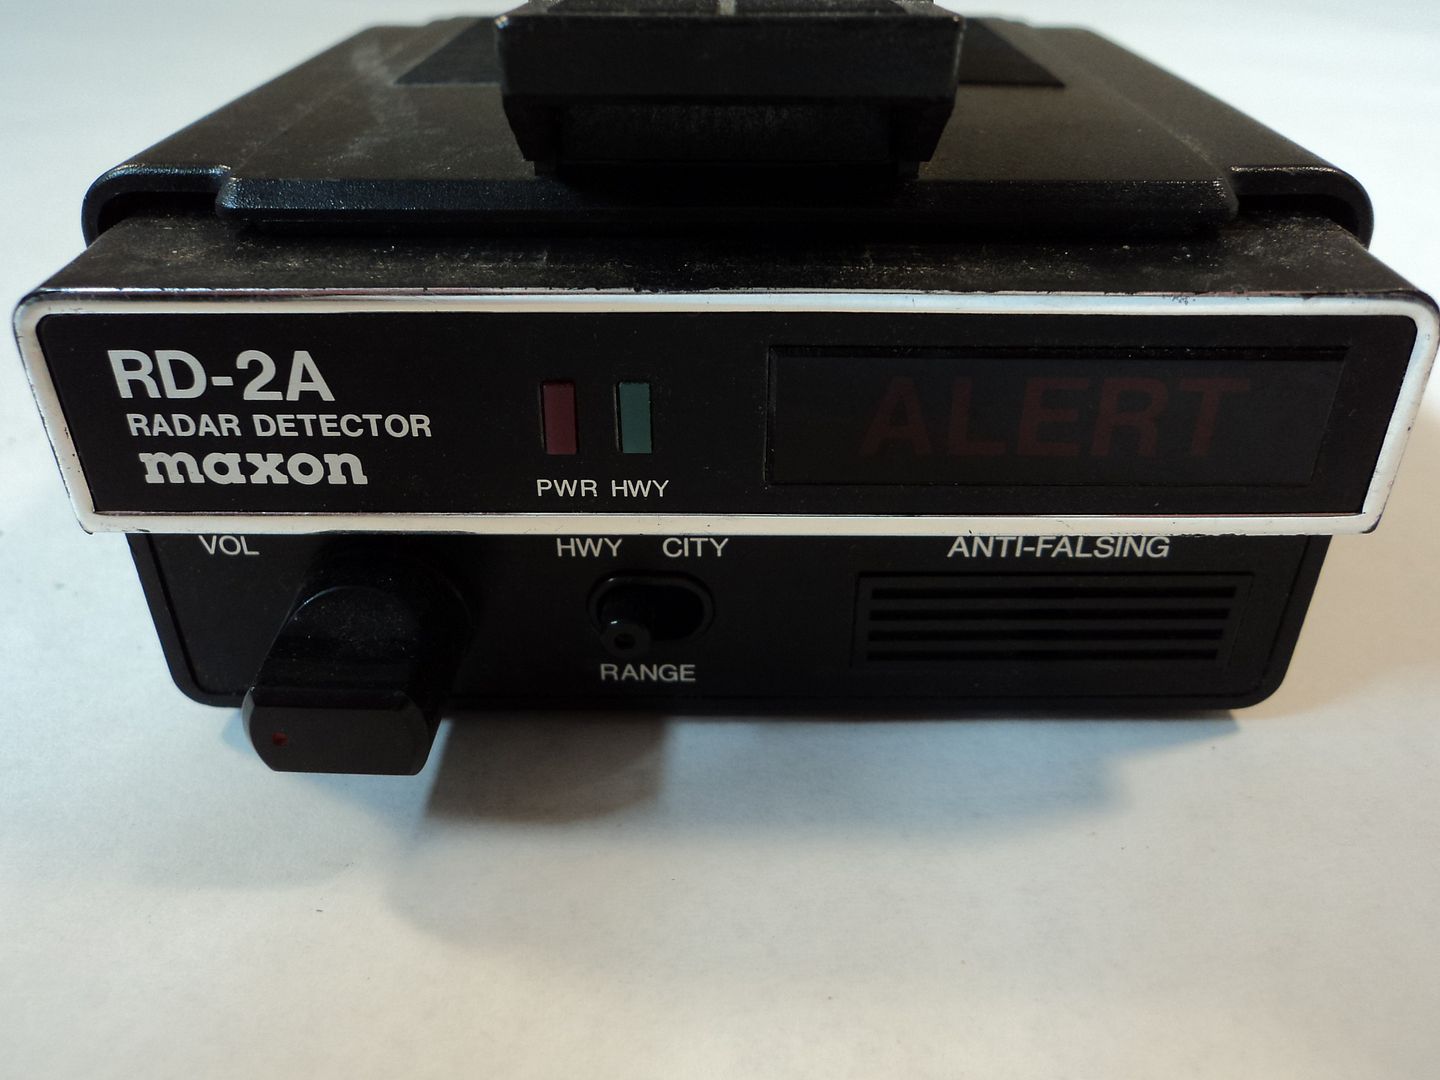 RD-2A
RADAR DETECTOR
maxon
PWR HWY
ALERT
VOL
HWY CITY
RANGE
ANTI-FALSING